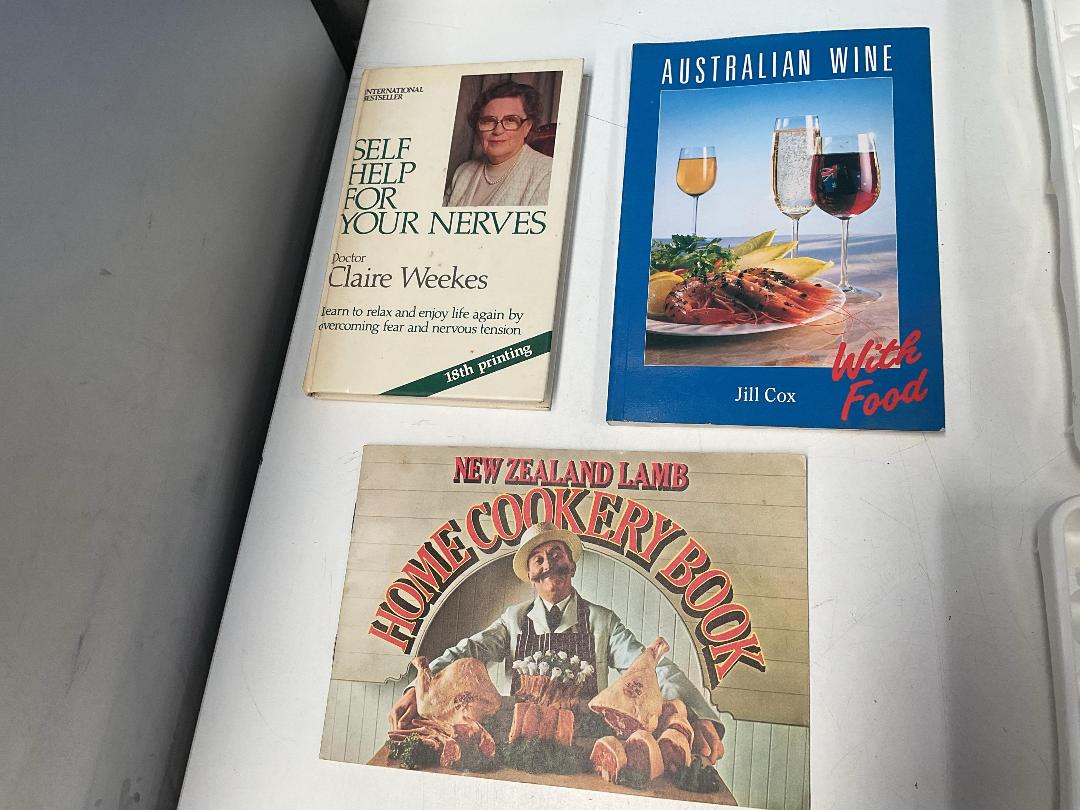 INTERNATIONAL
BESTSELLER
SELF
HELP
FOR
YOUR NERVES
Doctor
Claire Weekes
Learn to relax and enjoy life again by
overcoming fear and nervous tension
18th printing
AUSTRALIAN WINE
With
Food
Jill Cox
NEW ZEALAND LAMB
HOME COOKERY BOOK